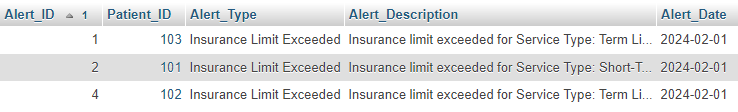 Alert_ID 1 Patient_ID Alert_Type Alert_Description Alert_Date
1 103 Insurance Limit Exceeded Insurance limit exceeded for Service Type: Term Li... 2024-02-01
2 101 Insurance Limit Exceeded Insurance limit exceeded for Service Type: Short-T... 2024-02-01
4 102 Insurance Limit Exceeded Insurance limit exceeded for Service Type: Term Li... 2024-02-01